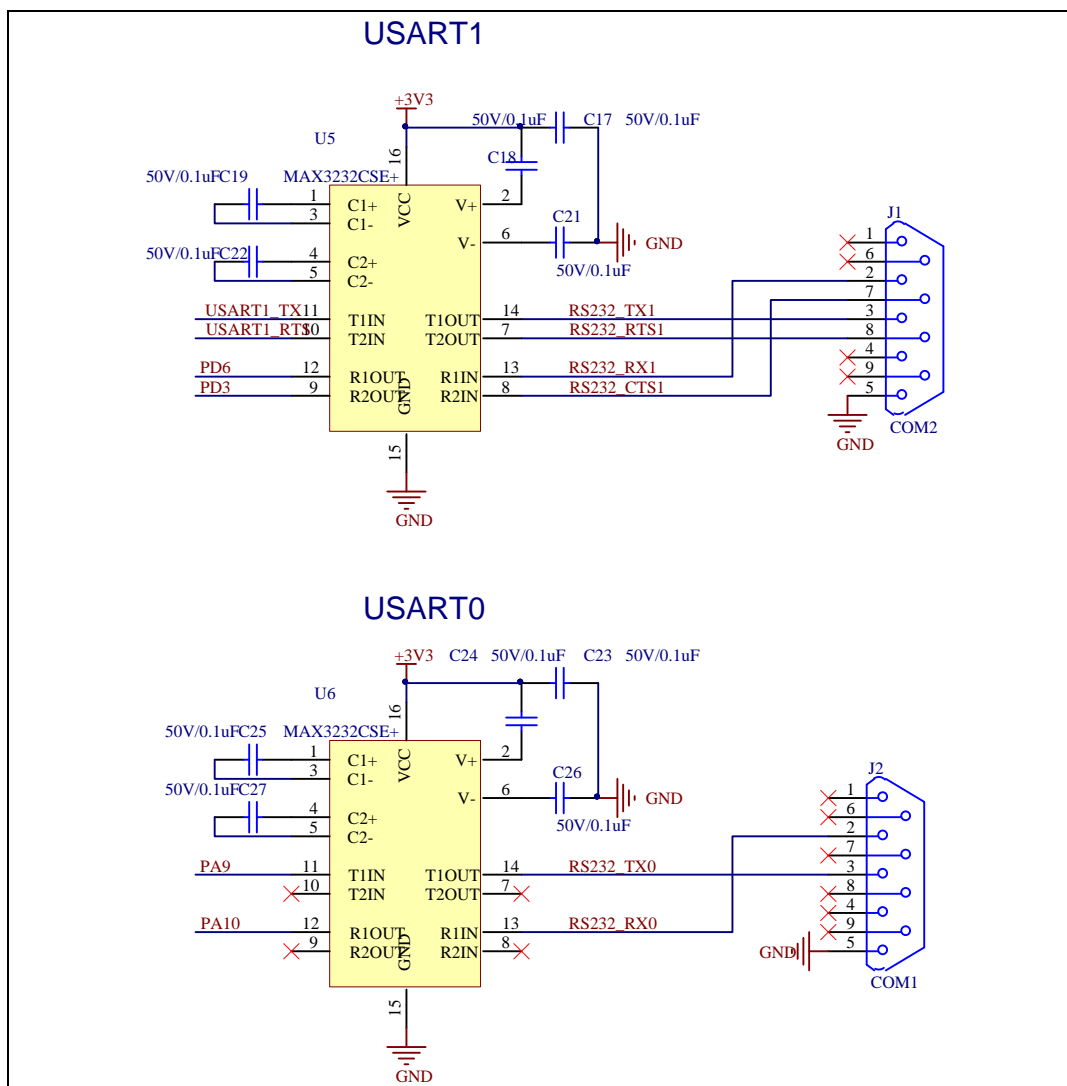 USART1
+3V3
50V/0.1uF C17 50V/0.1uF
U5
16
C18
50V/0.1uFC19 MAX3232CSE+
1 C1+ VCC V+ 2
3 C1-
C21
J1
50V/0.1uFC22 4 C2+ V- 6 GND 1
5 C2- 50V/0.1uF 6
2
7
USART1_TX 11 T1IN T1OUT 14 RS232_TX1 3
USART1_RTS 10 T2IN T2OUT 7 RS232_RTS1 8
4
PD6 12 R1OUT R1IN 13 RS232_RX1 9
PD3 9 R2OUT GND R2IN 8 RS232_CTS1 5
COM2
GND
15
GND
USART0
+3V3 C24 50V/0.1uF C23 50V/0.1uF
U6
16
50V/0.1uFC25 MAX3232CSE+
1 C1+ VCC V+ 2
3 C1-
C26
J2
50V/0.1uFC27 V- 6 GND 1
4 C2+ 50V/0.1uF 6
5 C2- 2
7
PA9 11 T1IN T1OUT 14 RS232_TX0 3
10 T2IN T2OUT 7 8
4
PA10 12 R1OUT R1IN 13 RS232_RX0 9
9 R2OUT GND R2IN 8 GND 5
COM1
15
GND